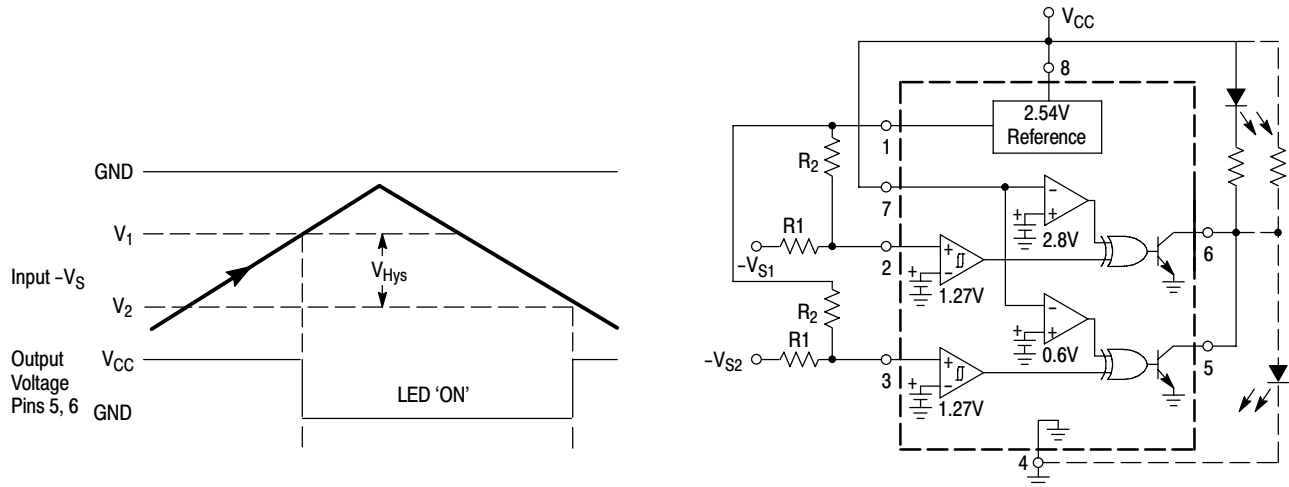 GND
V1
Input -VS
VHys
V2
Output
Voltage
Pins 5, 6
VCC
GND
LED 'ON'
VCC
8
2.54V
Reference
1
R2
7
R1
-VS1
2
+
-
1.27V
-
+
2.8V
6
R2
R1
-VS2
3
+
-
1.27V
-
+
0.6V
5
4